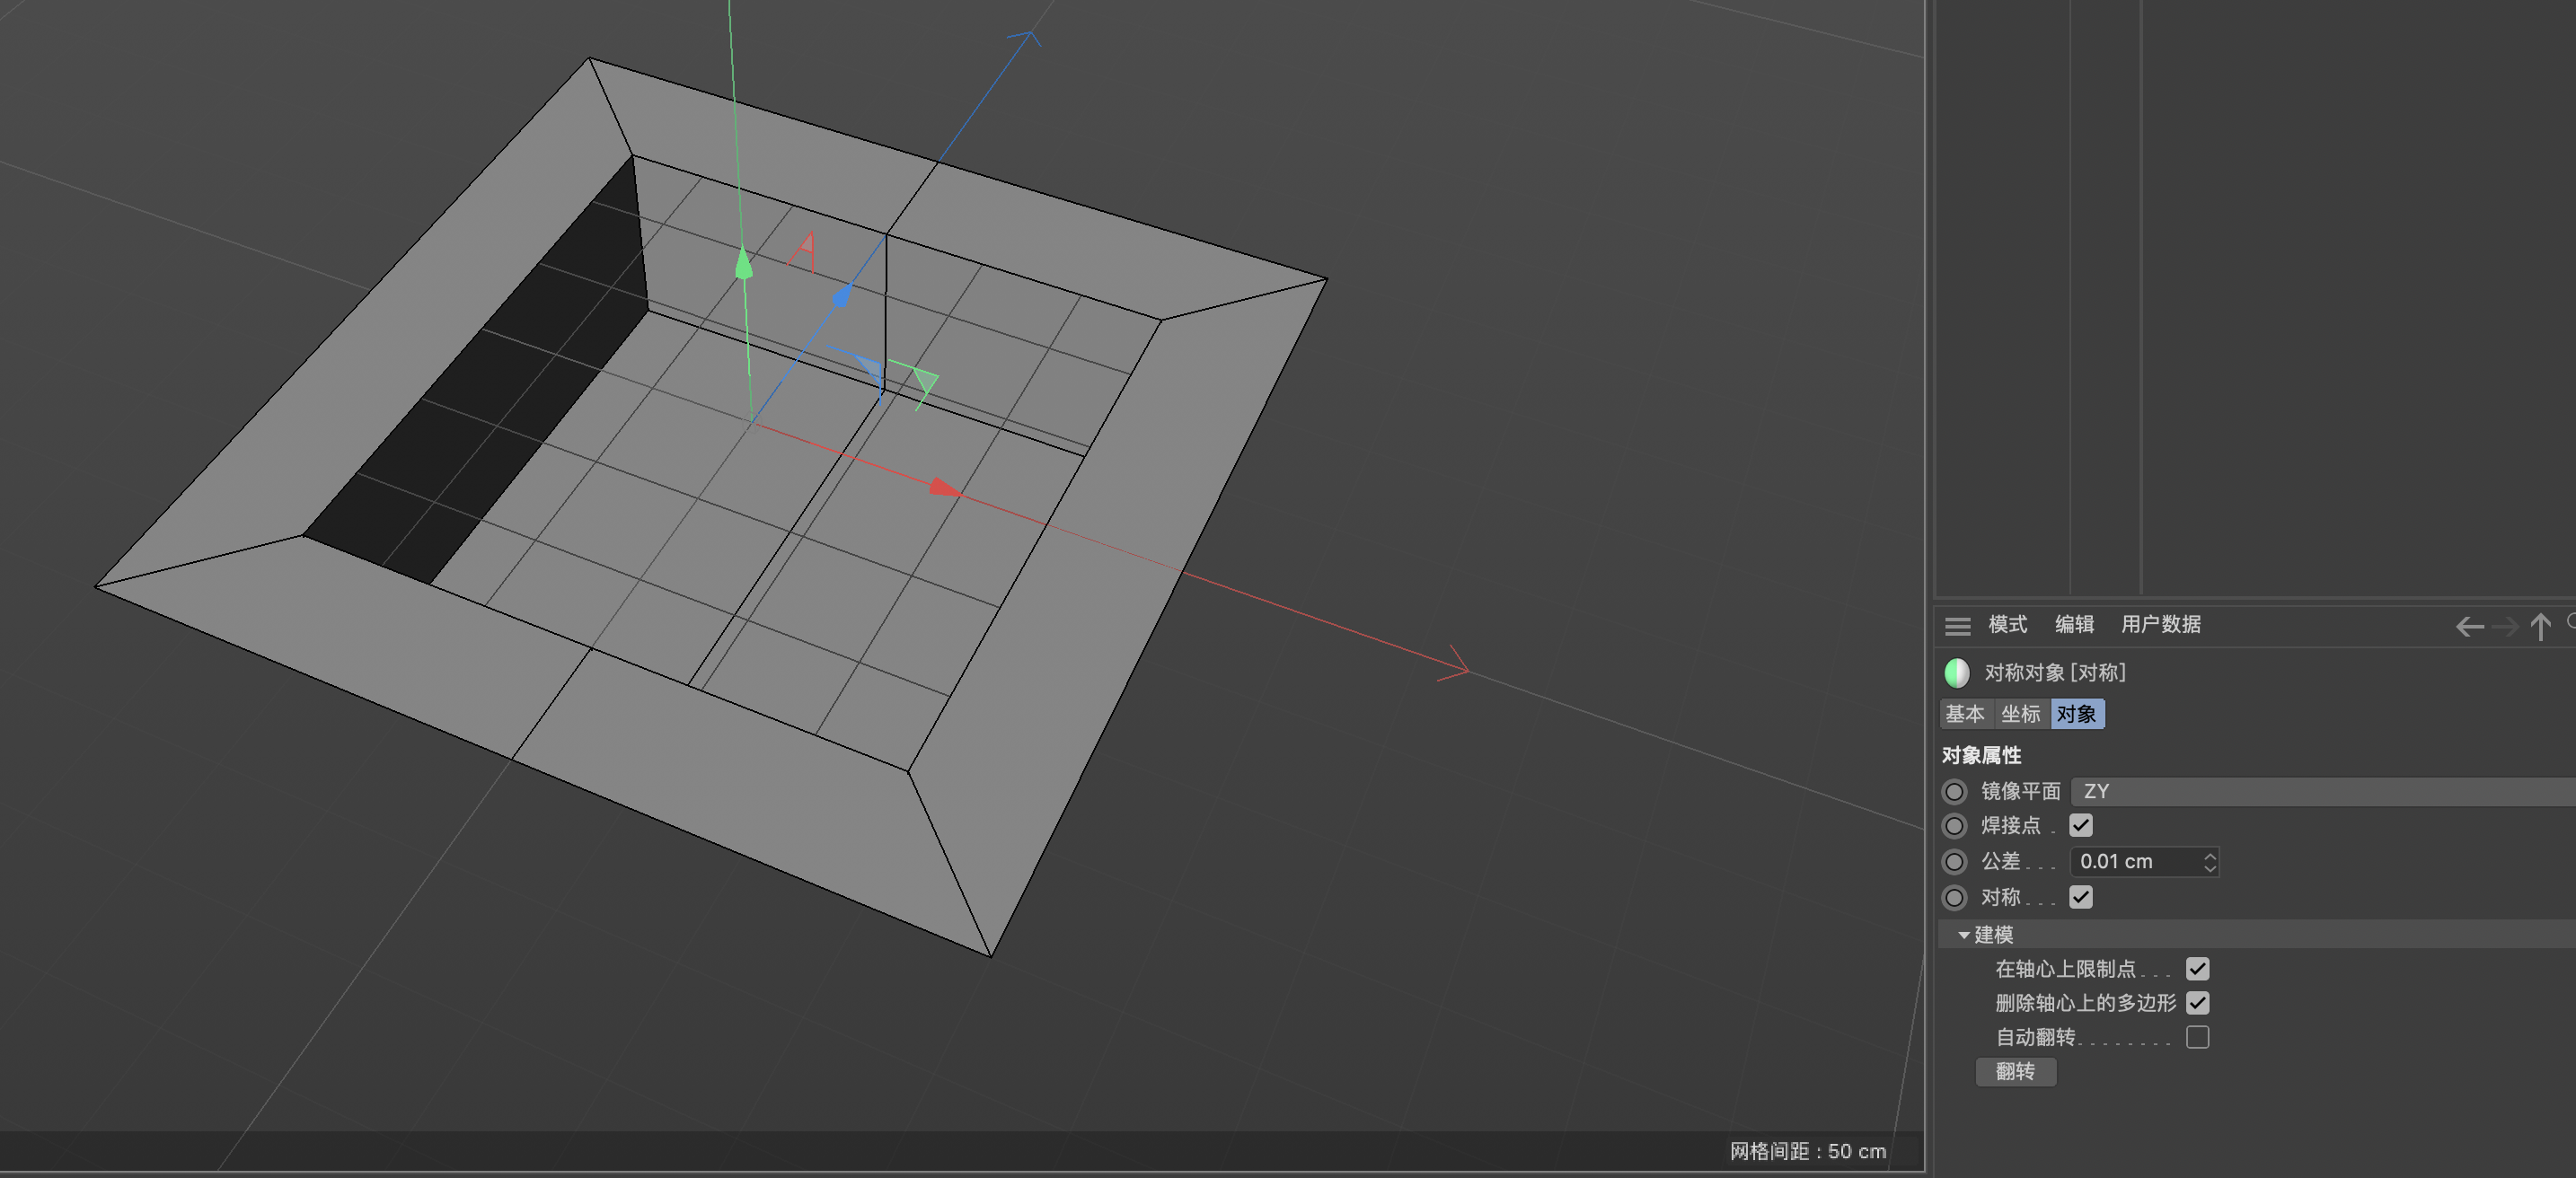 模式 编辑 用户数据
对称对象 [对称]
基本 坐标 对象
对象属性
镜像平面 ZY
焊接点 .
公差 . . . 0.01 cm
对称 . . .
建模
在轴心上限制点 . . .
删除轴心上的多边形
自动翻转 . . . . . . . .
翻转
网格间距 : 50 cm